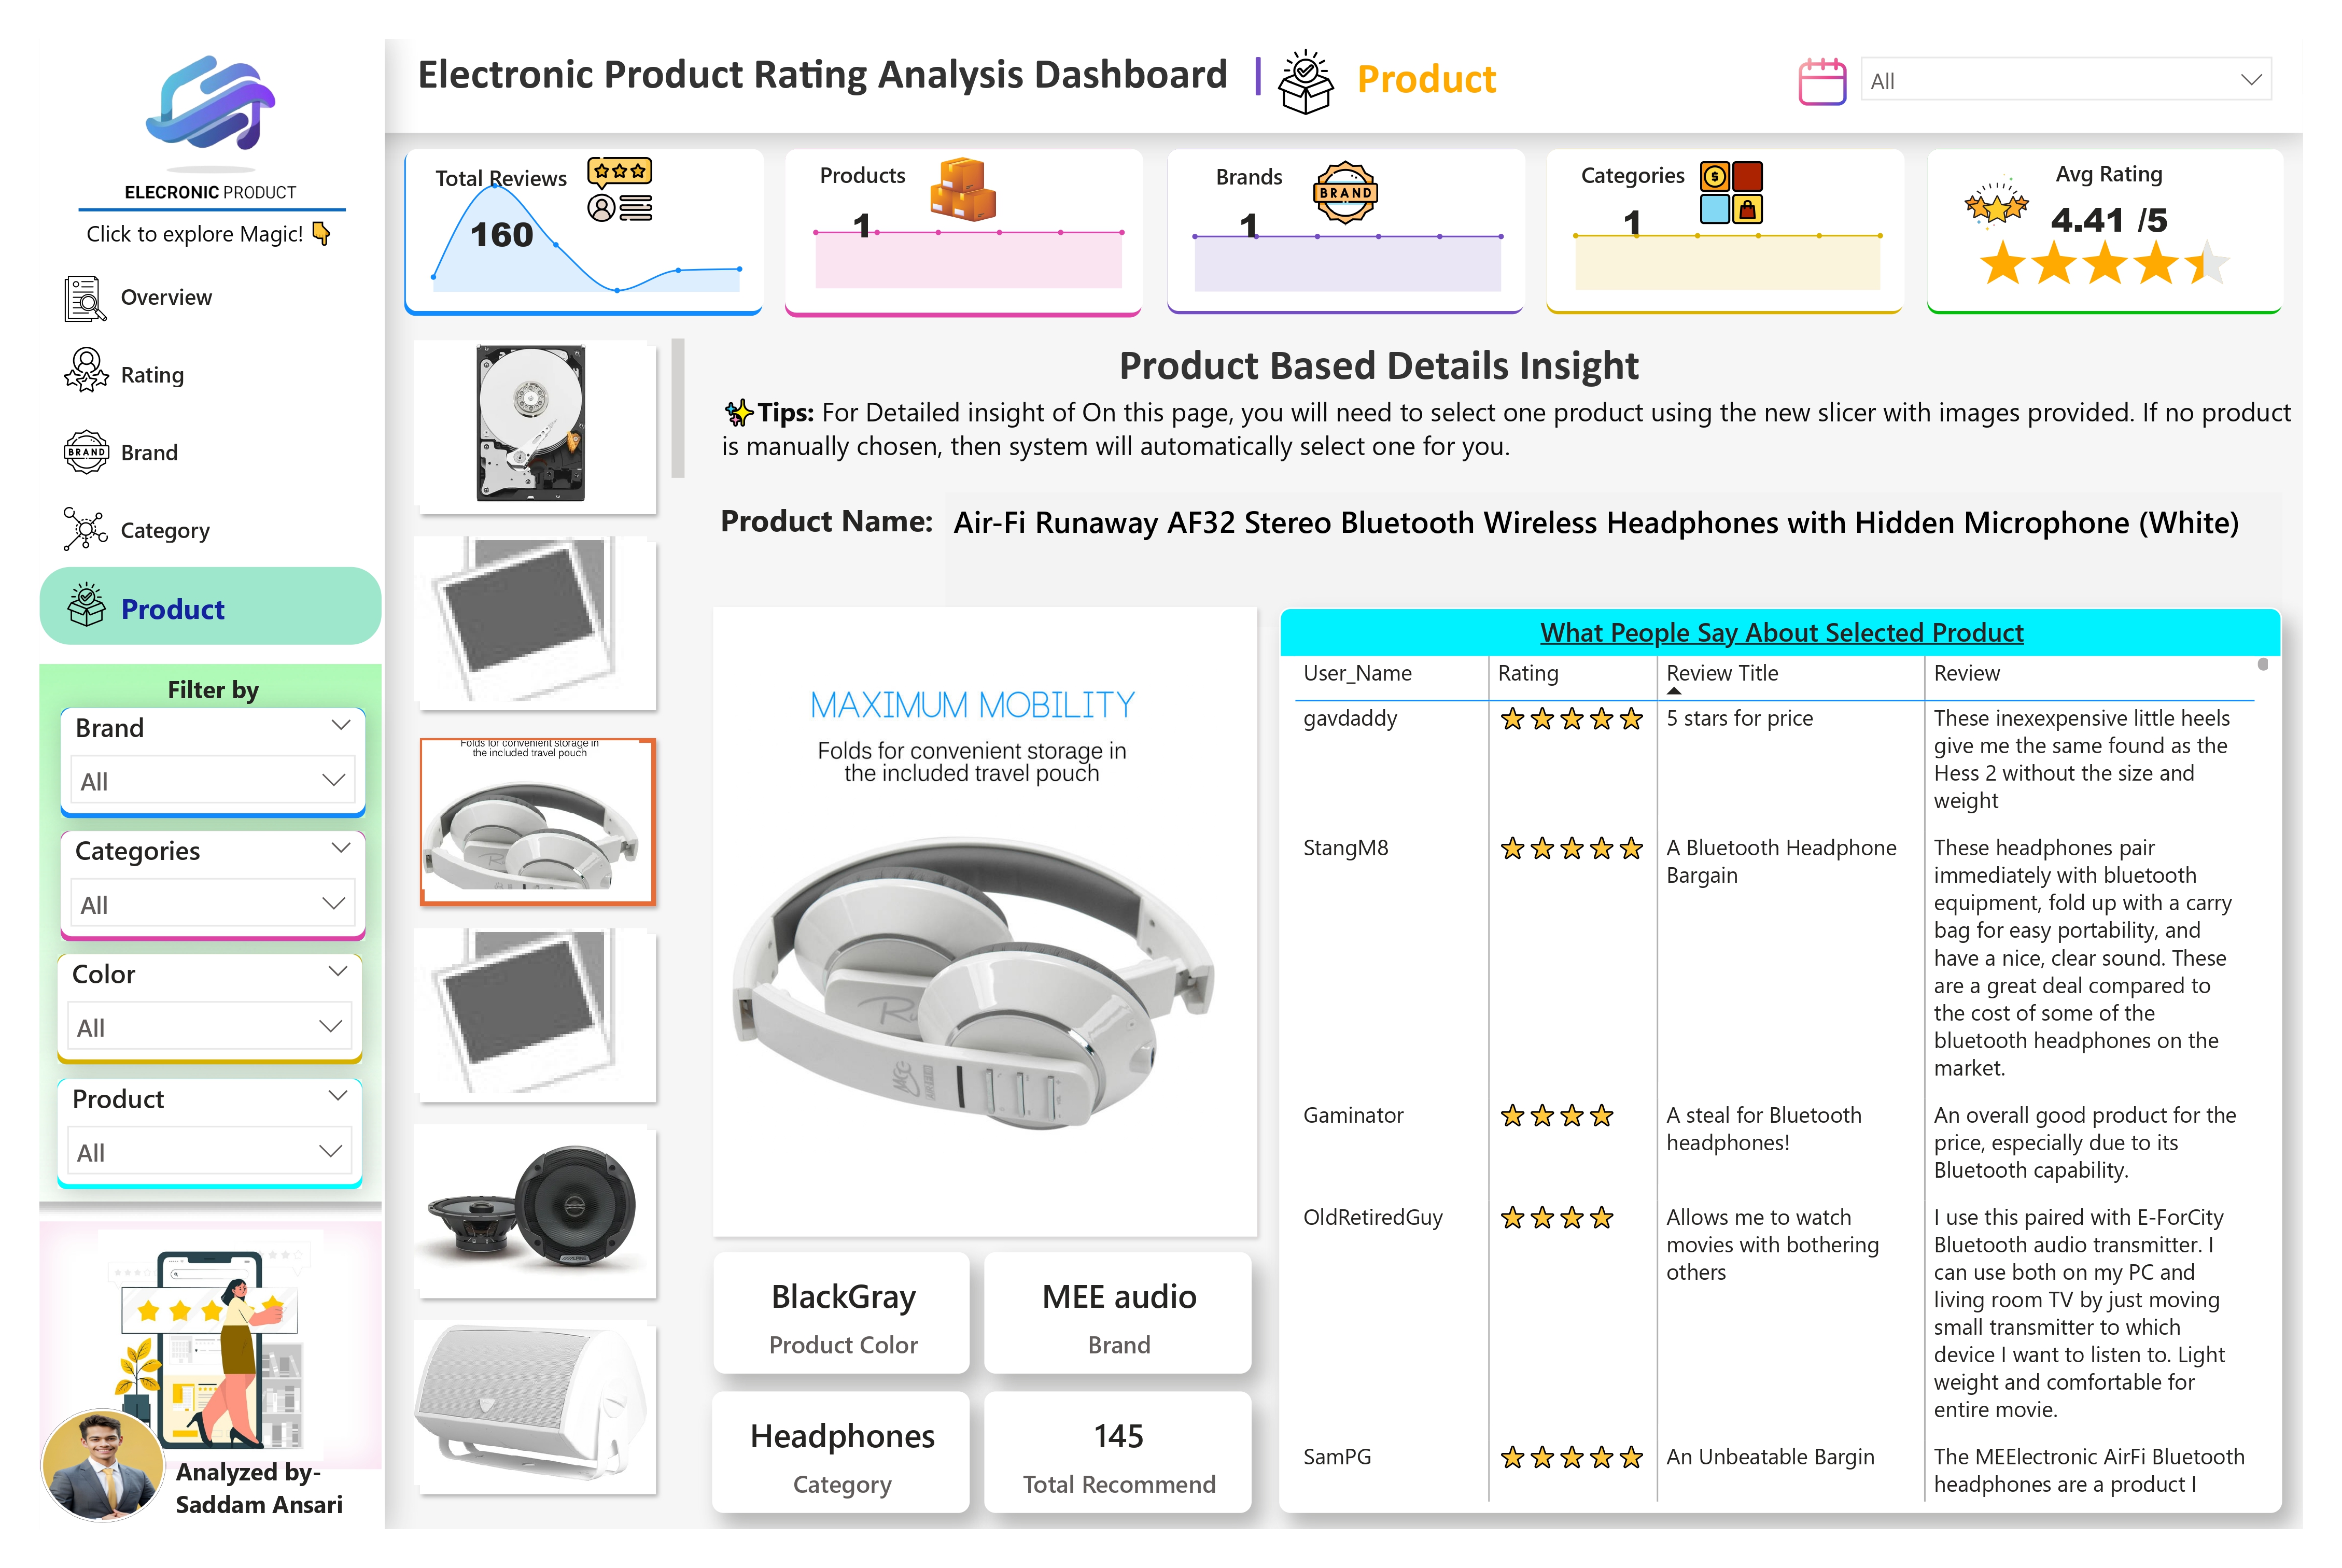 ELECRONIC PRODUCT
Click to explore Magic!
Overview
Rating
BRAND
Brand
Category
Product
Filter by
Brand
All
Categories
All
Color
All
Product
All
Analyzed by-
Saddam Ansari
Electronic Product Rating Analysis Dashboard | Product
All
Total Reviews
160
Products
1
Brands
BRAND
1
Categories
$
1
Avg Rating
4.41 /5
Product Based Details Insight
Tips: For Detailed insight of On this page, you will need to select one product using the new slicer with images provided. If no product
is manually chosen, then system will automatically select one for you.
Product Name: Air-Fi Runaway AF32 Stereo Bluetooth Wireless Headphones with Hidden Microphone (White)
Folds for convenient storage in
the included travel pouch
MAXIMUM MOBILITY
Folds for convenient storage in
the included travel pouch
BlackGray
Product Color
MEE audio
Brand
Headphones
Category
145
Total Recommend
What People Say About Selected Product
User_Name Rating Review Title Review
gavdaddy 5 stars for price These inexexpensive little heels
give me the same found as the
Hess 2 without the size and
weight
StangM8 A Bluetooth Headphone These headphones pair
Bargain immediately with bluetooth
equipment, fold up with a carry
bag for easy portability, and
have a nice, clear sound. These
are a great deal compared to
the cost of some of the
bluetooth headphones on the
market.
Gaminator A steal for Bluetooth An overall good product for the
headphones! price, especially due to its
Bluetooth capability.
OldRetiredGuy Allows me to watch I use this paired with E-ForCity
movies with bothering Bluetooth audio transmitter. I
others can use both on my PC and
living room TV by just moving
small transmitter to which
device I want to listen to. Light
weight and comfortable for
entire movie.
SamPG An Unbeatable Bargin The MEElectronic AirFi Bluetooth
headphones are a product I